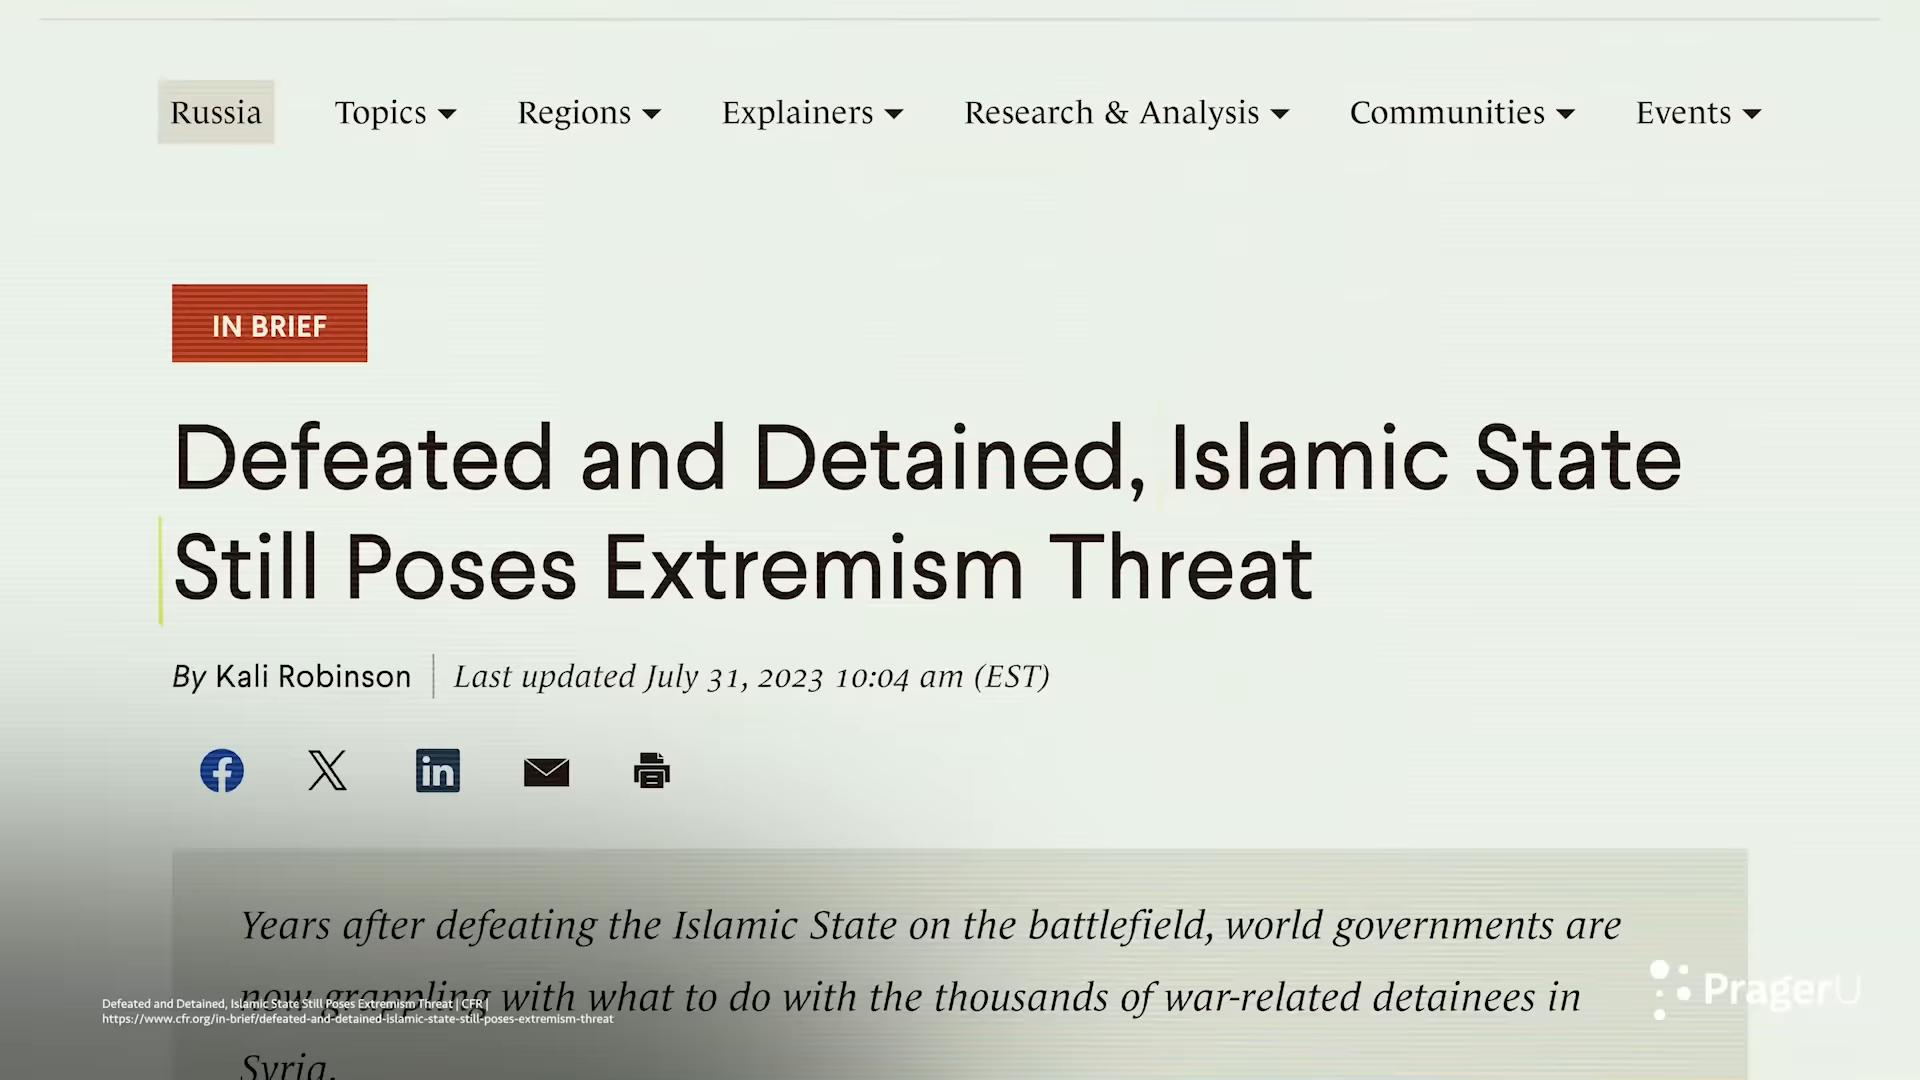 Russia Topics Regions Explainers Research & Analysis Communities Events
IN BRIEF
Defeated and Detained, Islamic State
Still Poses Extremism Threat
By Kali Robinson Last updated July 31, 2023 10:04 am (EST)
Years after defeating the Islamic State on the battlefield, world governments are
now grappling with what to do with the thousands of war-related detainees in
Syria.
Defeated and Detained, Islamic State Still Poses Extremism Threat | CFR |
https://www.cfr.org/in-brief/defeated-and-detained-islamic-state-still-poses-extremism-threat
PragerU